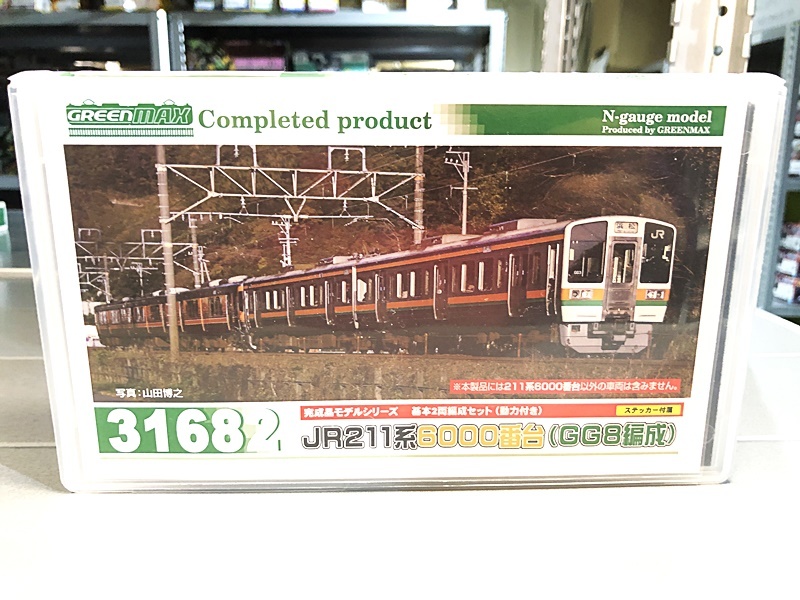 GREENMAX Completed product
N-gauge model
Produced by GREENMAX
浜松
JR
写真：山田博之
※本製品には211系6000番台以外の車両は含みません。
31682
完成品モデルシリーズ 基本2両編成セット（動力付き） ステッカー付属
JR211系6000番台（GG8編成）